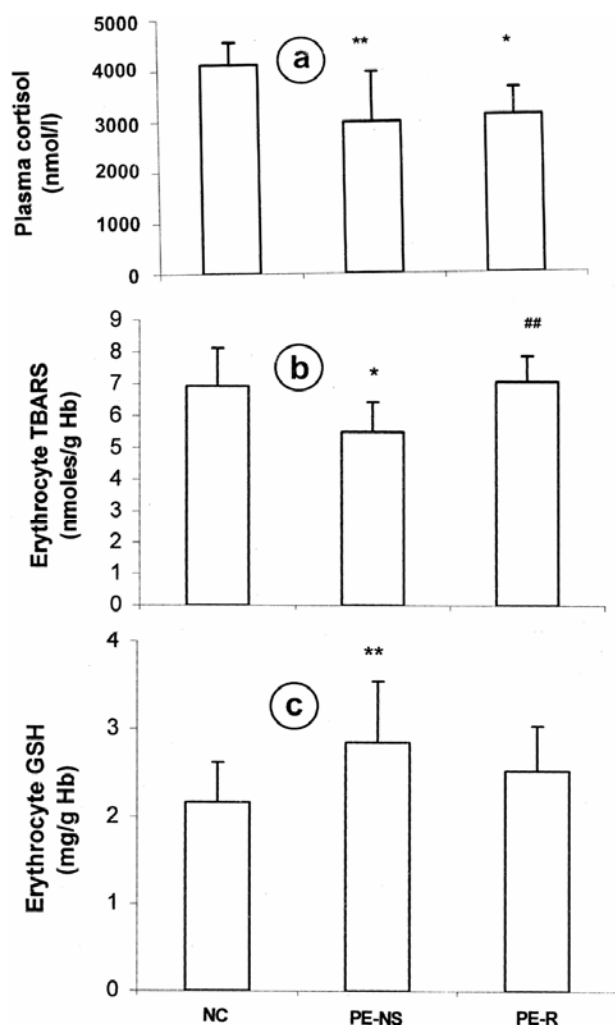 Plasma cortisol
(nmol/l)
5000
4000
3000
2000
1000
0
a
**
*
Erythrocyte TBARS
(nmoles/g Hb)
9
8
7
6
5
4
3
2
1
0
b
*
##
Erythrocyte GSH
(mg/g Hb)
4
3
2
1
0
c
**
NC PE-NS PE-R